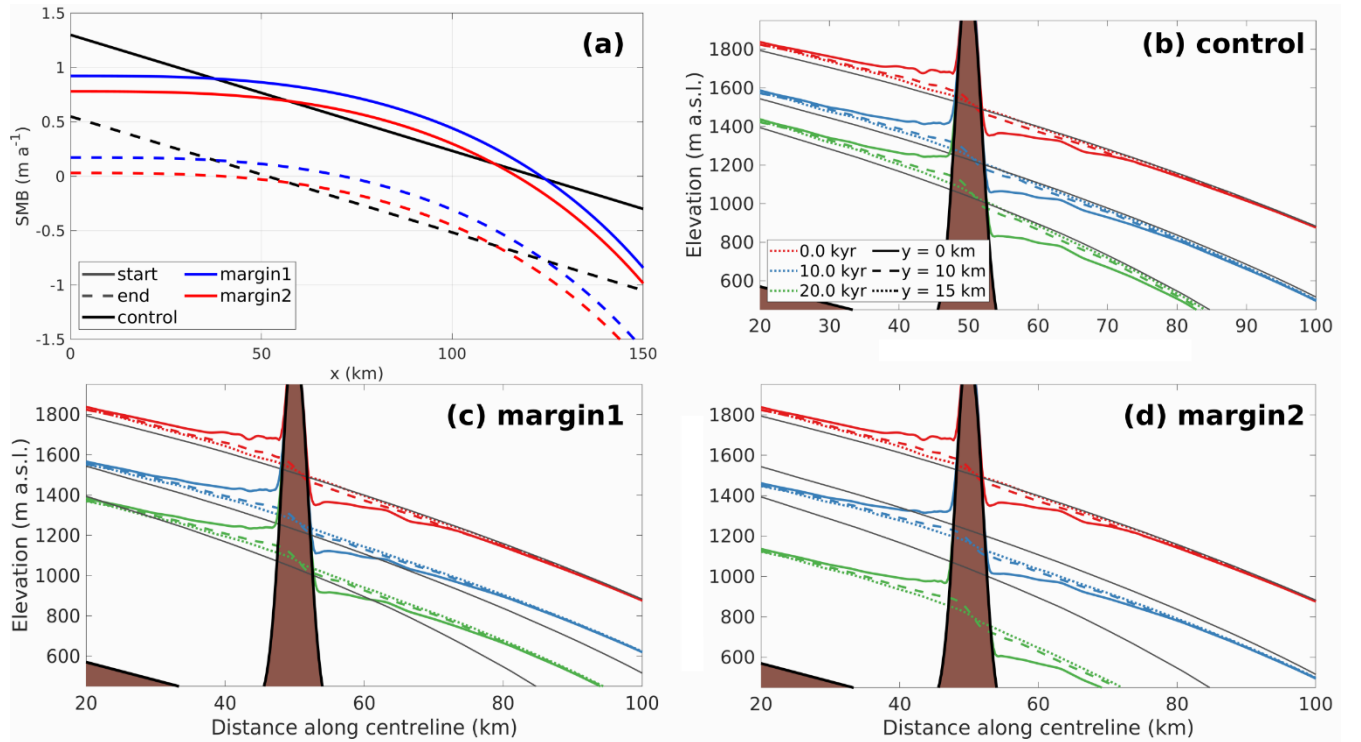 (a)
1.5
1
0.5
0
-0.5
-1
-1.5
SMB (m a⁻¹)
start
end
control
margin1
margin2
0
50
100
150
x (km)
(b) control
1800
1600
1400
1200
1000
800
600
Elevation (m a.s.l.)
0.0 kyr
10.0 kyr
20.0 kyr
y = 0 km
y = 10 km
y = 15 km
20
30
40
50
60
70
80
90
100
(c) margin1
1800
1600
1400
1200
1000
800
600
Elevation (m a.s.l.)
20
40
60
80
100
Distance along centreline (km)
(d) margin2
1800
1600
1400
1200
1000
800
600
Elevation (m a.s.l.)
20
40
60
80
100
Distance along centreline (km)